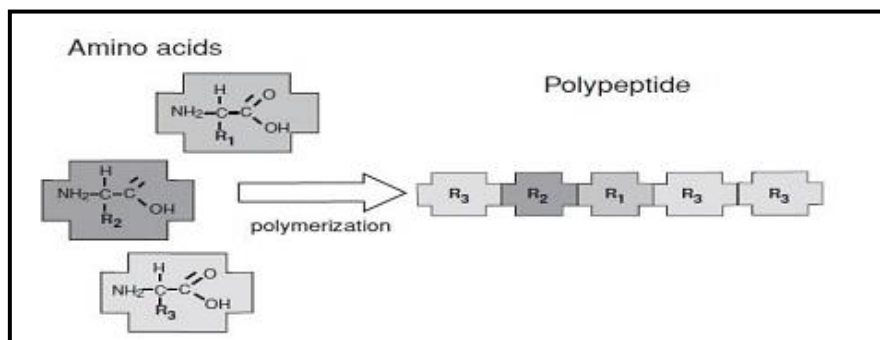 Amino acids
Polypeptide
H
O
NH₂–C–C
OH
R₁
H
NH₂–C–C
OH
R₂
polymerization
R₃ R₂ R₁ R₃ R₃
H
O
NH₂–C–C
OH
R₃